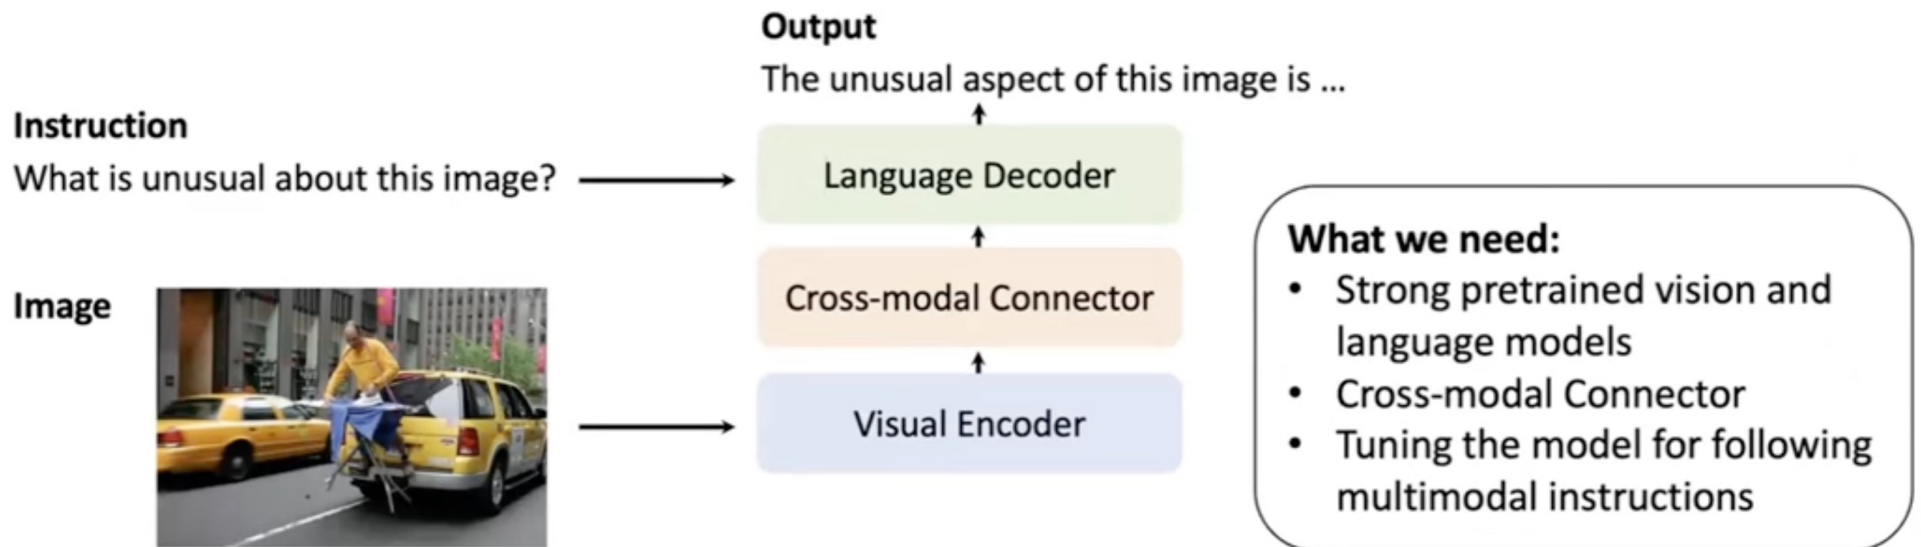 Output
The unusual aspect of this image is ...
Instruction
What is unusual about this image?
Language Decoder
Cross-modal Connector
Image
Visual Encoder
What we need:
• Strong pretrained vision and
language models
• Cross-modal Connector
• Tuning the model for following
multimodal instructions